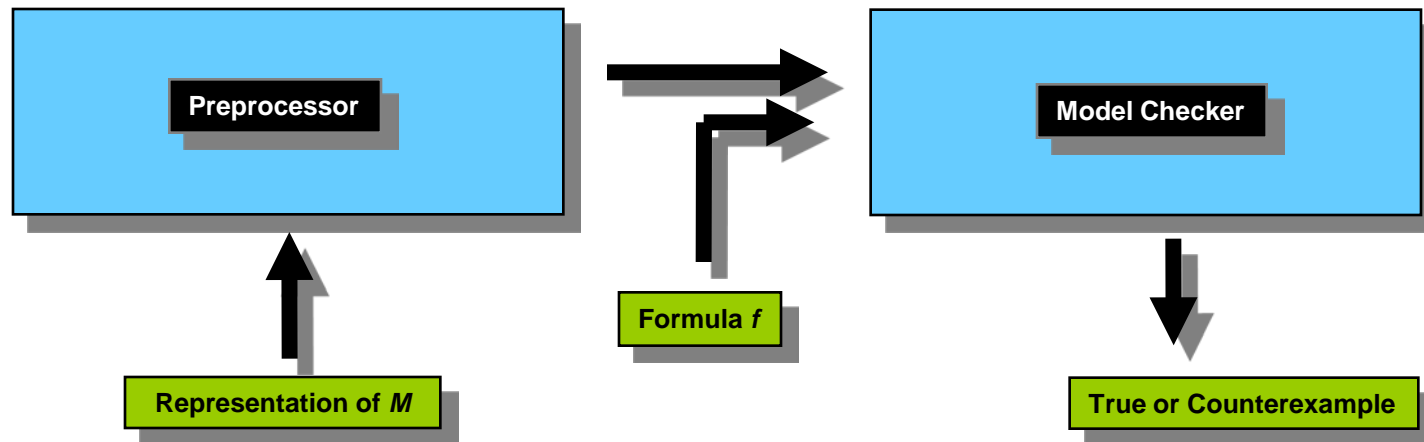 Preprocessor
Model Checker
Formula f
Representation of M
True or Counterexample